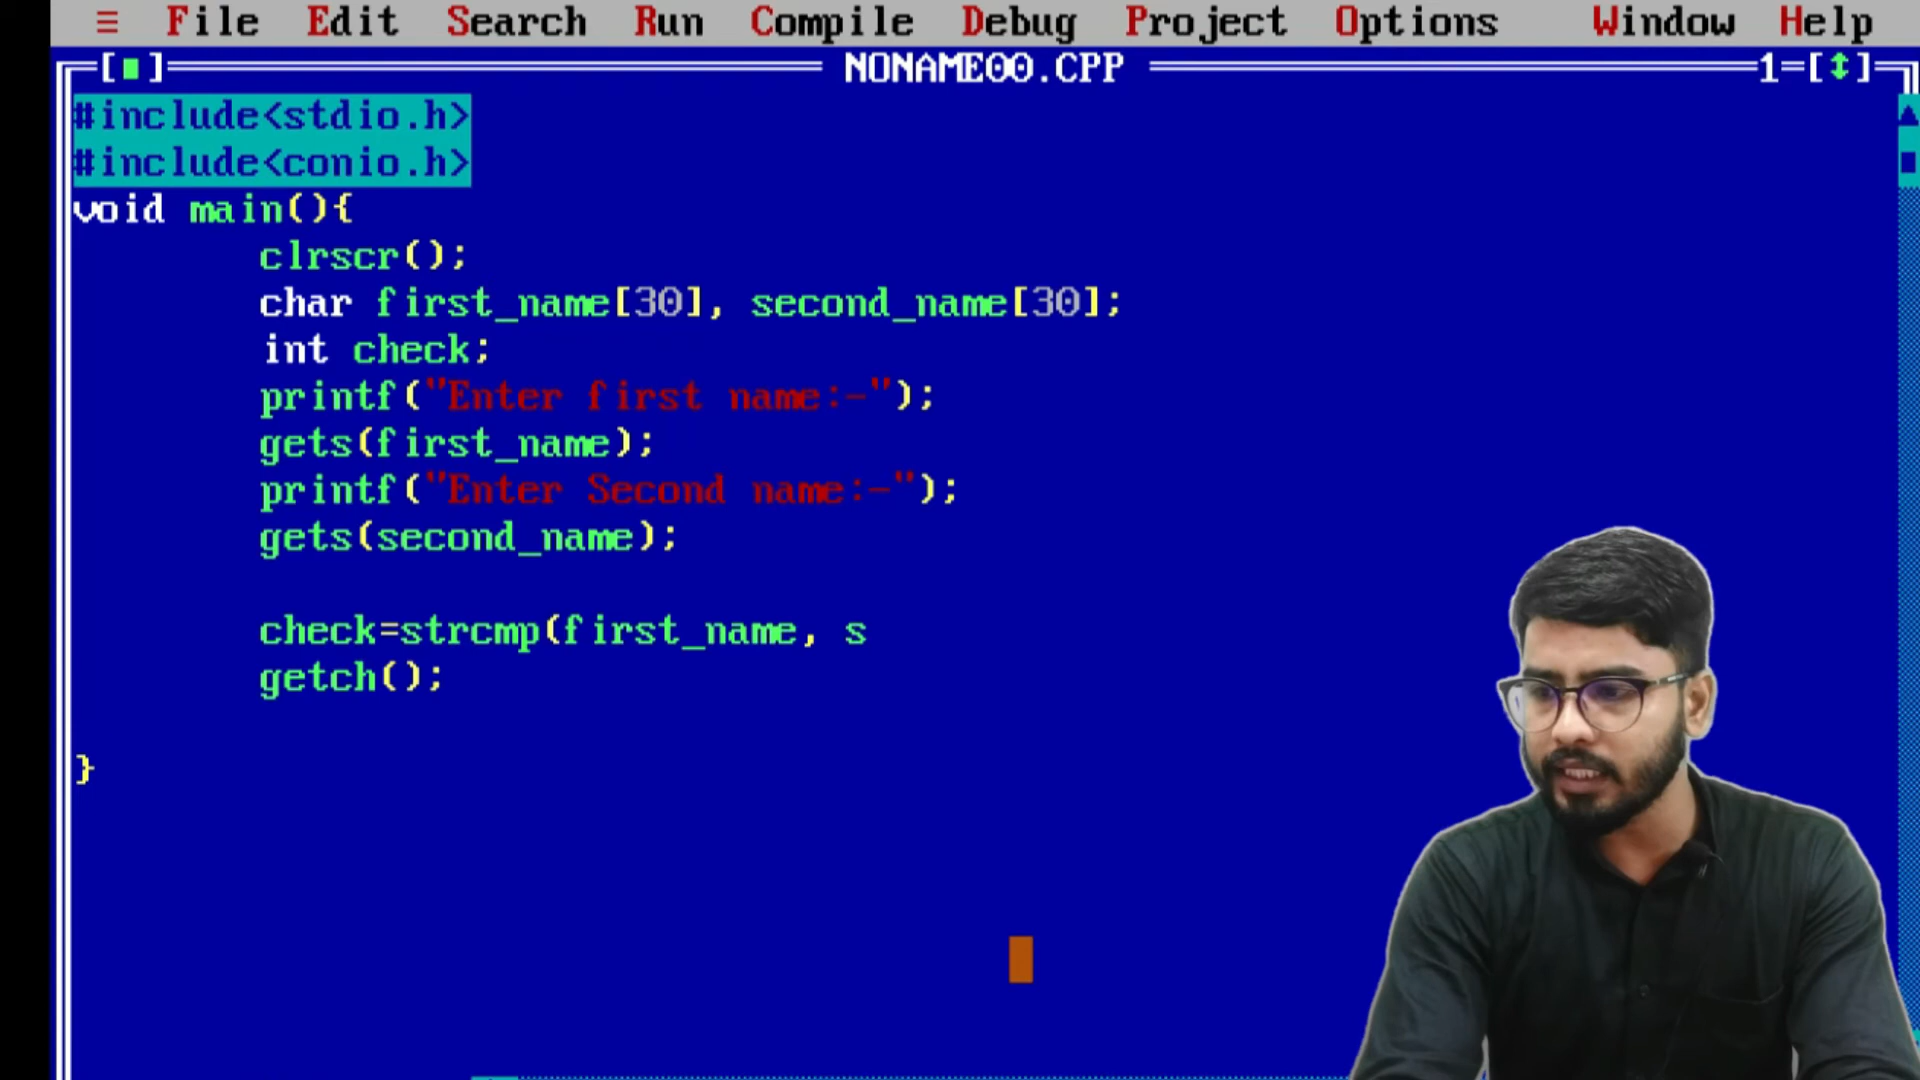 ≡ File Edit Search Run Compile Debug Project Options Window Help
[■] NONAME00.CPP 1=[↕]
#include<stdio.h>
#include<conio.h>
void main(){
clrscr();
char first_name[30], second_name[30];
int check;
printf("Enter first name:-");
gets(first_name);
printf("Enter Second name:-");
gets(second_name);
check=strcmp(first_name, s
getch();
}